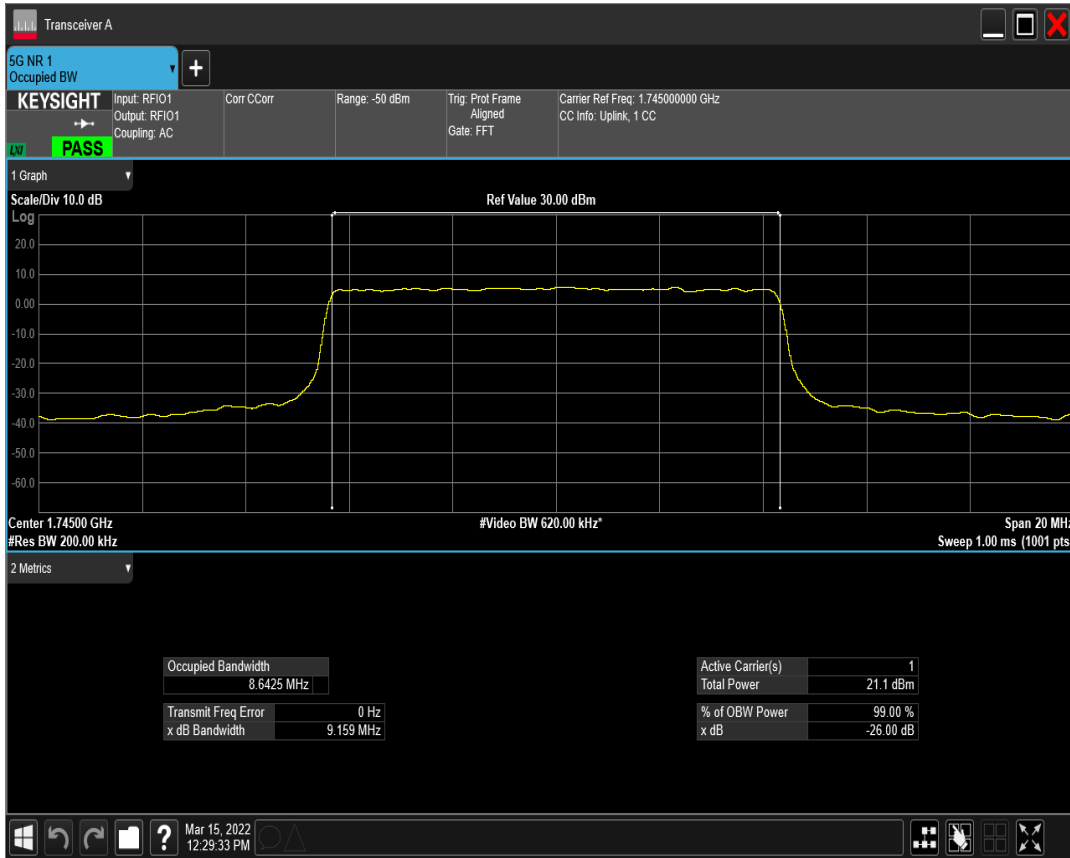 Transceiver A
5G NR 1
Occupied BW
KEYSIGHT
LXI
PASS
Input: RFIO1
Output: RFIO1
Coupling: AC
Corr CCorr
Range: -50 dBm
Trig: Prot Frame
Aligned
Gate: FFT
Carrier Ref Freq: 1.745000000 GHz
CC Info: Uplink, 1 CC
1 Graph
Scale/Div 10.0 dB
Ref Value 30.00 dBm
Log
20.0
10.0
0.00
-10.0
-20.0
-30.0
-40.0
-50.0
-60.0
Center 1.74500 GHz
#Video BW 620.00 kHz*
Span 20 MHz
#Res BW 200.00 kHz
Sweep 1.00 ms (1001 pts
2 Metrics
Occupied Bandwidth
8.6425 MHz
Transmit Freq Error 0 Hz
x dB Bandwidth 9.159 MHz
Active Carrier(s) 1
Total Power 21.1 dBm
% of OBW Power 99.00 %
x dB -26.00 dB
?
Mar 15, 2022
12:29:33 PM